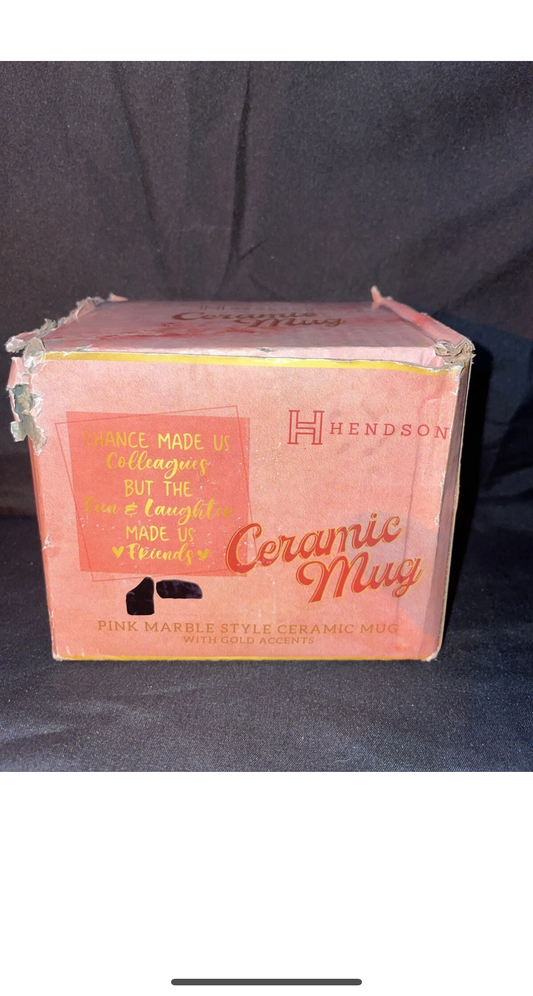 Ceramic
Mug
HENDSON
CHANCE MADE US
Colleagues
BUT THE
Fun & Laughter
MADE US
Friends
Ceramic
Mug
PINK MARBLE STYLE CERAMIC MUG
WITH GOLD ACCENTS